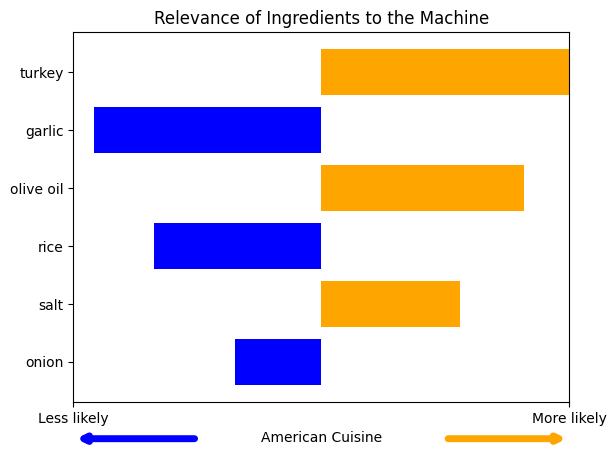 Relevance of Ingredients to the Machine
turkey
garlic
olive oil
rice
salt
onion
Less likely
More likely
American Cuisine